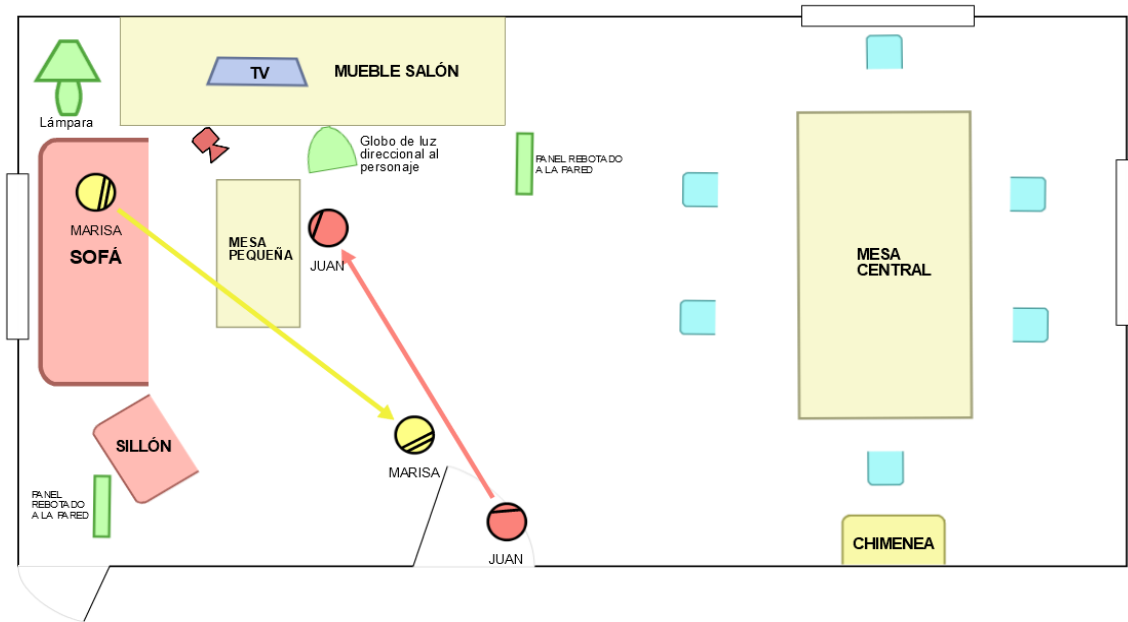 TV
MUEBLE SALÓN
Lámpara
Globo de luz
direccional al
personaje
PANEL REBOTADO
A LA PARED
MARISA
SOFÁ
MESA
PEQUEÑA
JUAN
MESA
CENTRAL
SILLÓN
MARISA
PANEL
REBOTADO
A LA PARED
JUAN
CHIMENEA